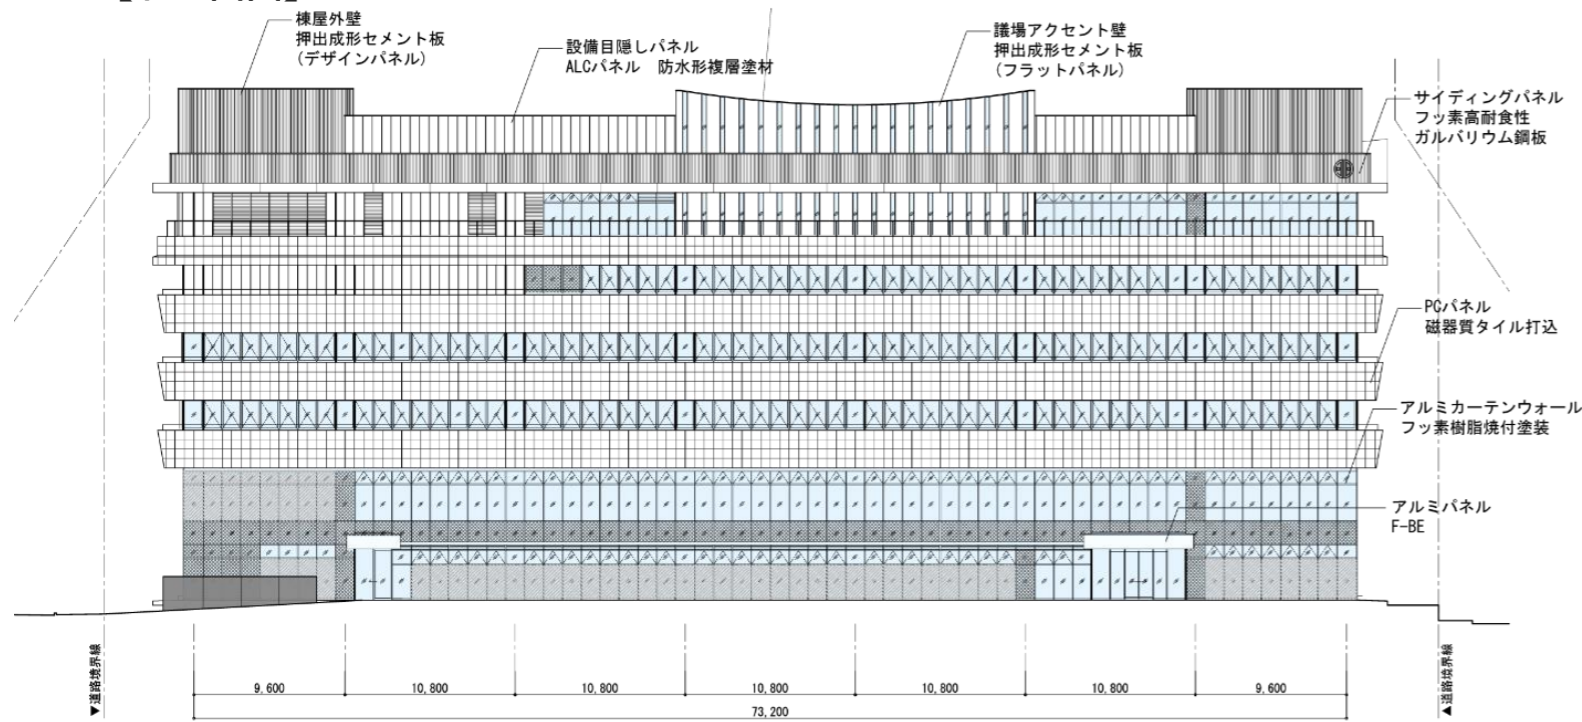 棟屋外壁
押出成形セメント板
(デザインパネル)
設備目隠しパネル
ALCパネル 防水形複層塗材
議場アクセント壁
押出成形セメント板
(フラットパネル)
サイディングパネル
フッ素高耐食性
ガルバリウム鋼板
PCパネル
磁器質タイル打込
アルミカーテンウォール
フッ素樹脂焼付塗装
アルミパネル
F-BE
▼道路境界線
▲道路境界線
9,600
10,800
10,800
10,800
10,800
10,800
9,600
73,200